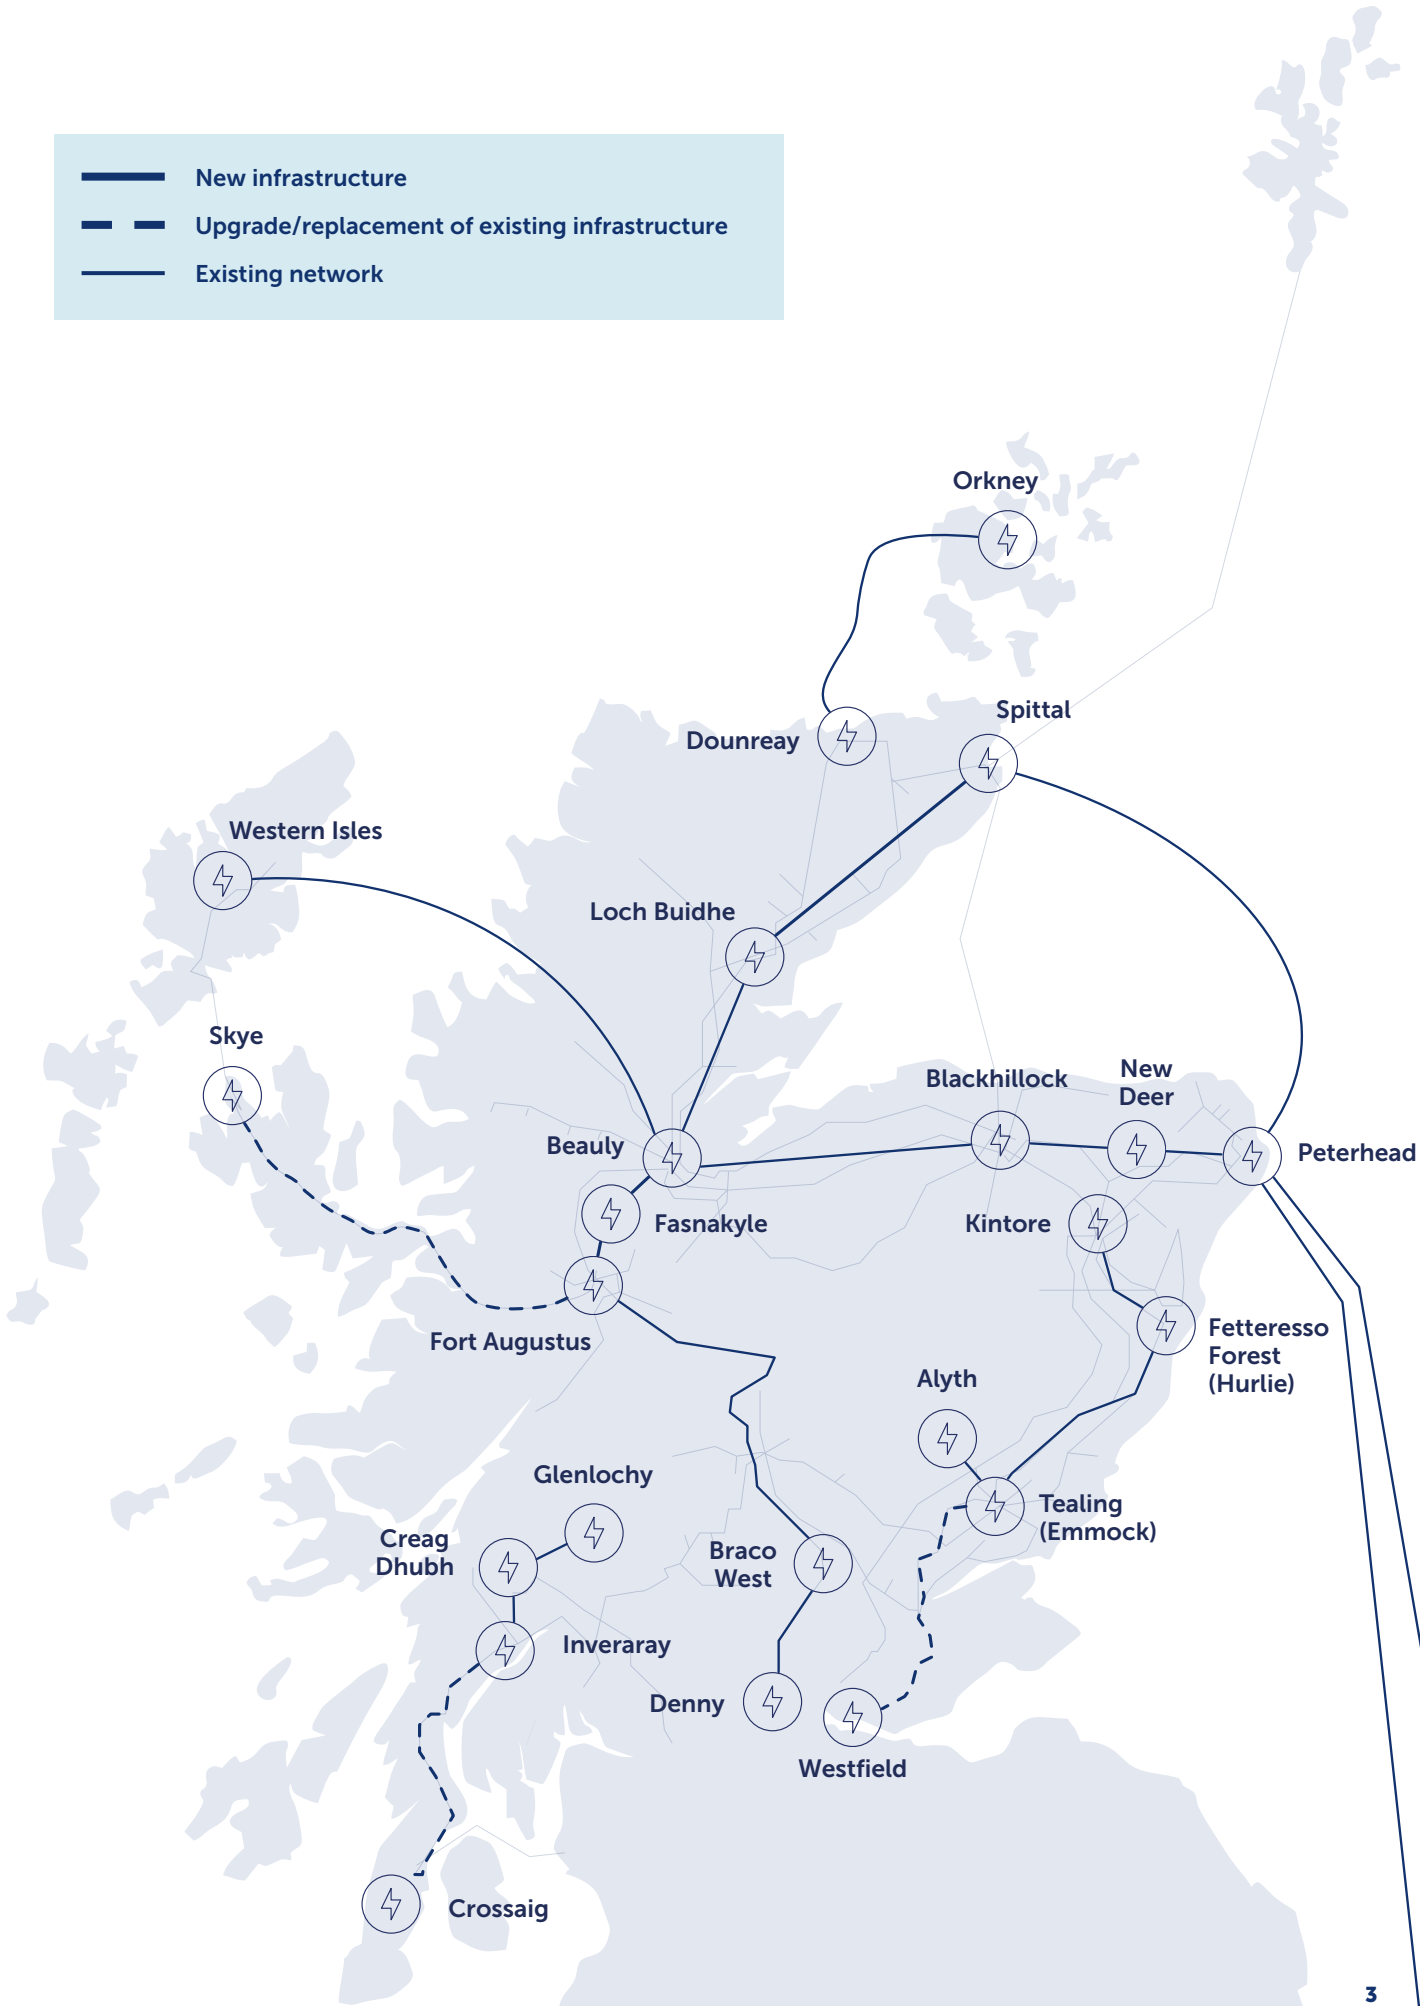 New infrastructure
Upgrade/replacement of existing infrastructure
Existing network
Orkney
Spittal
Dounreay
Western Isles
Loch Buidhe
Skye
Blackhillock
New
Deer
Beauly
Peterhead
Fasnakyle
Kintore
Fort Augustus
Fetteresso
Forest
(Hurlie)
Alyth
Glenlochy
Tealing
(Emmock)
Creag
Dhubh
Braco
West
Inveraray
Denny
Westfield
Crossaig
3